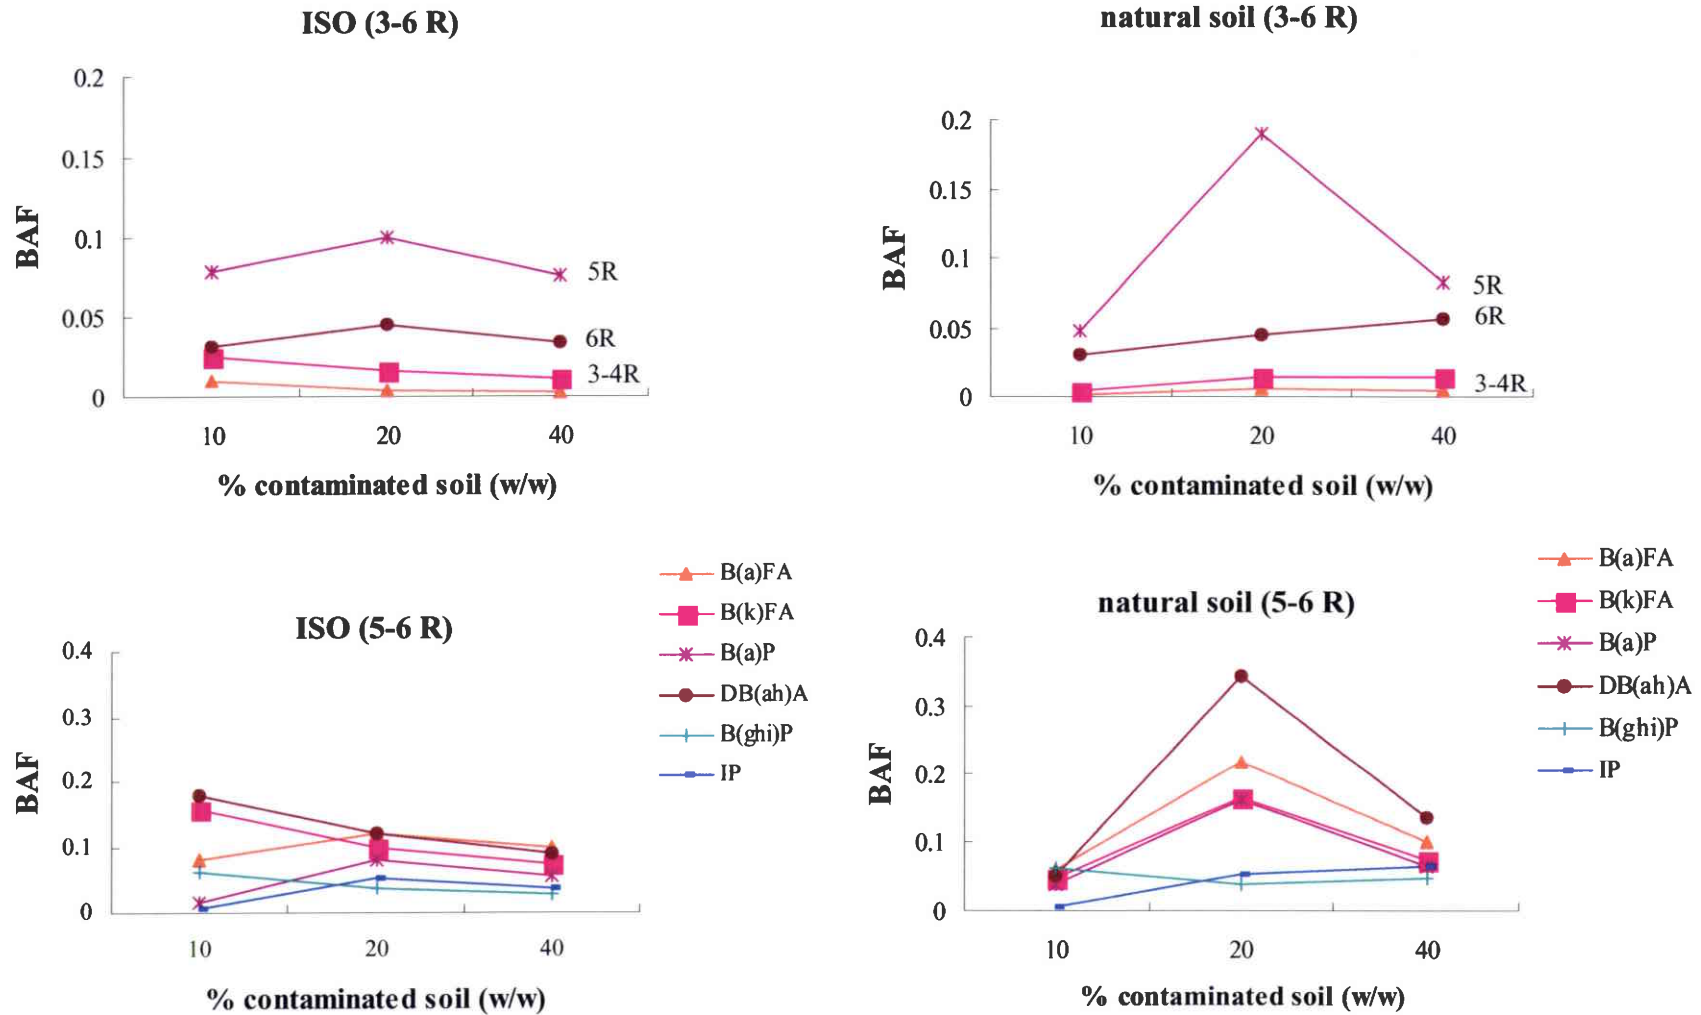 ISO (3-6 R)
0.2
0.15
0.1
0.05
0
BAF
5R
6R
3-4R
10 20 40
% contaminated soil (w/w)
natural soil (3-6 R)
0.2
0.15
0.1
0.05
0
BAF
5R
6R
3-4R
10 20 40
% contaminated soil (w/w)
ISO (5-6 R)
0.4
0.3
0.2
0.1
0
BAF
10 20 40
% contaminated soil (w/w)
B(a)FA
B(k)FA
B(a)P
DB(ah)A
B(ghi)P
IP
natural soil (5-6 R)
0.4
0.3
0.2
0.1
0
BAF
10 20 40
% contaminated soil (w/w)
B(a)FA
B(k)FA
B(a)P
DB(ah)A
B(ghi)P
IP